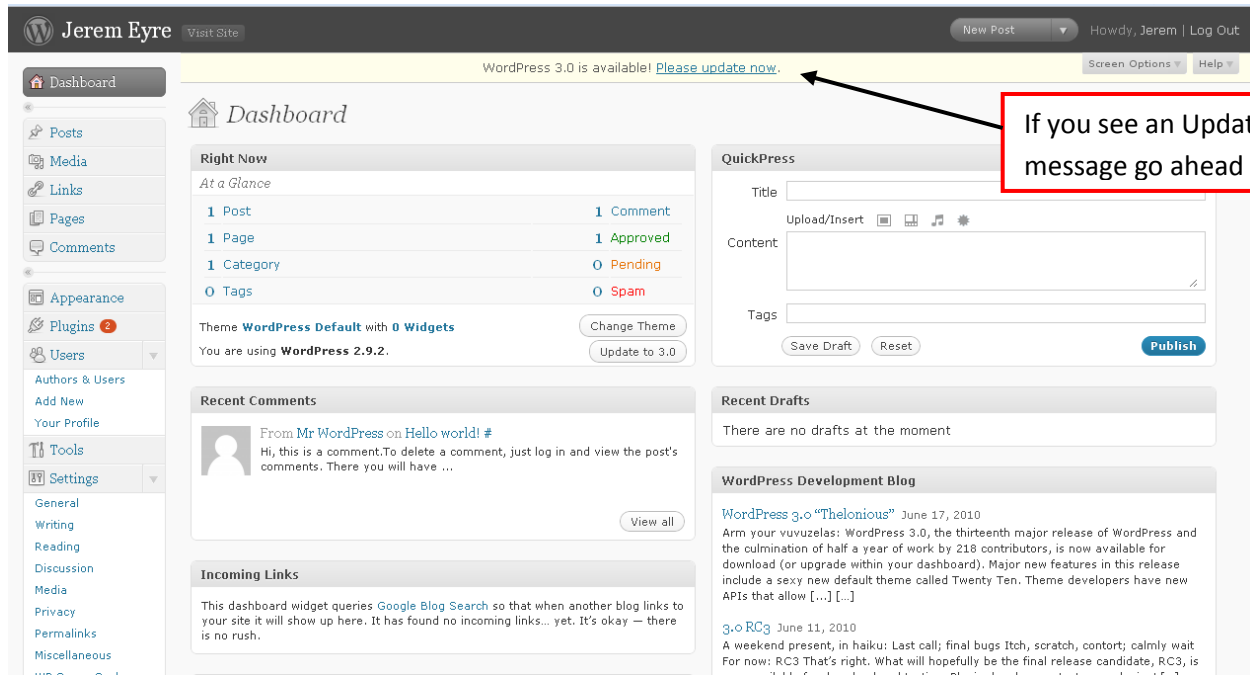 Jerem Eyre Visit Site New Post Howdy, Jerem | Log Out
WordPress 3.0 is available! Please update now. Screen Options Help
Dashboard
Posts
Media
Links
Pages
Comments
Appearance
Plugins 2
Users
Authors & Users
Add New
Your Profile
Tools
Settings
General
Writing
Reading
Discussion
Media
Privacy
Permalinks
Miscellaneous
Dashboard
If you see an Updat
message go ahead
Right Now
At a Glance
1 Post 1 Comment
1 Page 1 Approved
1 Category 0 Pending
0 Tags 0 Spam
Theme WordPress Default with 0 Widgets Change Theme
You are using WordPress 2.9.2. Update to 3.0
Recent Comments
From Mr WordPress on Hello world! #
Hi, this is a comment.To delete a comment, just log in and view the post's
comments. There you will have ...
View all
Incoming Links
This dashboard widget queries Google Blog Search so that when another blog links to
your site it will show up here. It has found no incoming links... yet. It's okay — there
is no rush.
QuickPress
Title
Upload/Insert
Content
Tags
Save Draft Reset Publish
Recent Drafts
There are no drafts at the moment
WordPress Development Blog
WordPress 3.0 “Thelonious” June 17, 2010
Arm your vuvuzelas: WordPress 3.0, the thirteenth major release of WordPress and
the culmination of half a year of work by 218 contributors, is now available for
download (or upgrade within your dashboard). Major new features in this release
include a sexy new default theme called Twenty Ten. Theme developers have new
APIs that allow [...] [...]
3.0 RC3 June 11, 2010
A weekend present, in haiku: Last call; final bugs Itch, scratch, contort; calmly wait
For now: RC3 That's right. What will hopefully be the final release candidate, RC3, is